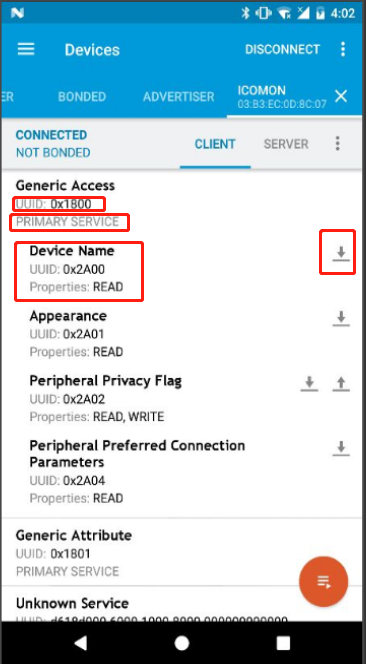 4:02
Devices
DISCONNECT
ER
BONDED
ADVERTISER
ICOMON
03:B3:EC:0D:8C:07
CONNECTED
NOT BONDED
CLIENT
SERVER
Generic Access
UUID: 0x1800
PRIMARY SERVICE
Device Name
UUID: 0x2A00
Properties: READ
Appearance
UUID: 0x2A01
Properties: READ
Peripheral Privacy Flag
UUID: 0x2A02
Properties: READ, WRITE
Peripheral Preferred Connection
Parameters
UUID: 0x2A04
Properties: READ
Generic Attribute
UUID: 0x1801
PRIMARY SERVICE
Unknown Service